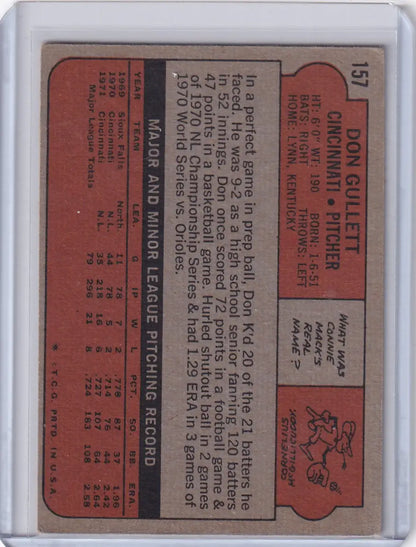 157
DON GULLETT
CINCINNATI • PITCHER
HT: 6'0" WT: 190 BORN: 1-6-51
BATS: RIGHT THROWS: LEFT
HOME: LYNN, KENTUCKY
WHAT WAS
CONNIE
MACK'S
REAL
NAME?
CORNELIUS
McGILLICUDDY
In a perfect game in prep ball, Don K'd 20 of the 21 batters he
faced. He was 9-2 as a high school senior fanning 120 batters
in 52 innings. Don once scored 72 points in a football game &
47 points in a basketball game. Hurled shutout ball in 2 games
of 1970 NL Championship Series & had 1.29 ERA in 3 games of
1970 World Series vs. Orioles.
MAJOR AND MINOR LEAGUE PITCHING RECORD
YEAR TEAM LEA. G IP W L PCT. SO. BB. ERA.
1969 Sioux Falls North. 11 78 7 2 .778 87 37 1.96
1970 Cincinnati N.L. 44 78 5 2 .714 76 44 2.42
1971 Cincinnati N.L. 35 218 16 6 .727 107 64 2.64
Major League Totals 79 296 21 8 .724 183 108 2.58
* ©T.C.G. PRTD. IN U.S.A.